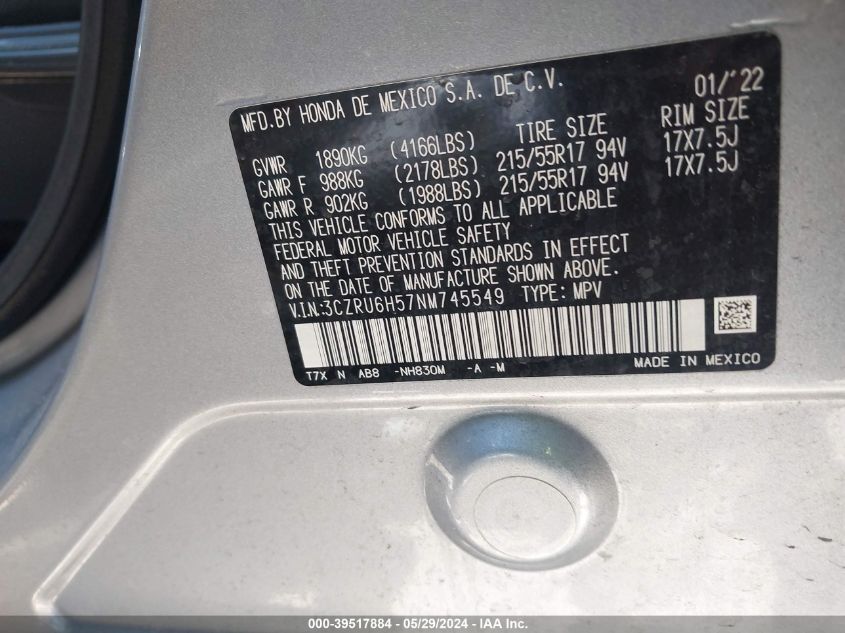 MFD.BY HONDA DE MEXICO S.A. DE C.V. 01/'22
TIRE SIZE RIM SIZE
GVWR 1890KG (4166LBS)
GAWR F 988KG (2178LBS) 215/55R17 94V 17X7.5J
GAWR R 902KG (1988LBS) 215/55R17 94V 17X7.5J
THIS VEHICLE CONFORMS TO ALL APPLICABLE
FEDERAL MOTOR VEHICLE SAFETY
AND THEFT PREVENTION STANDARDS IN EFFECT
ON THE DATE OF MANUFACTURE SHOWN ABOVE.
V.I.N:3CZRU6H57NM745549 TYPE: MPV
T7X N AB8 -NH830M -A -M MADE IN MEXICO
000-39517884 - 05/29/2024 - IAA Inc.